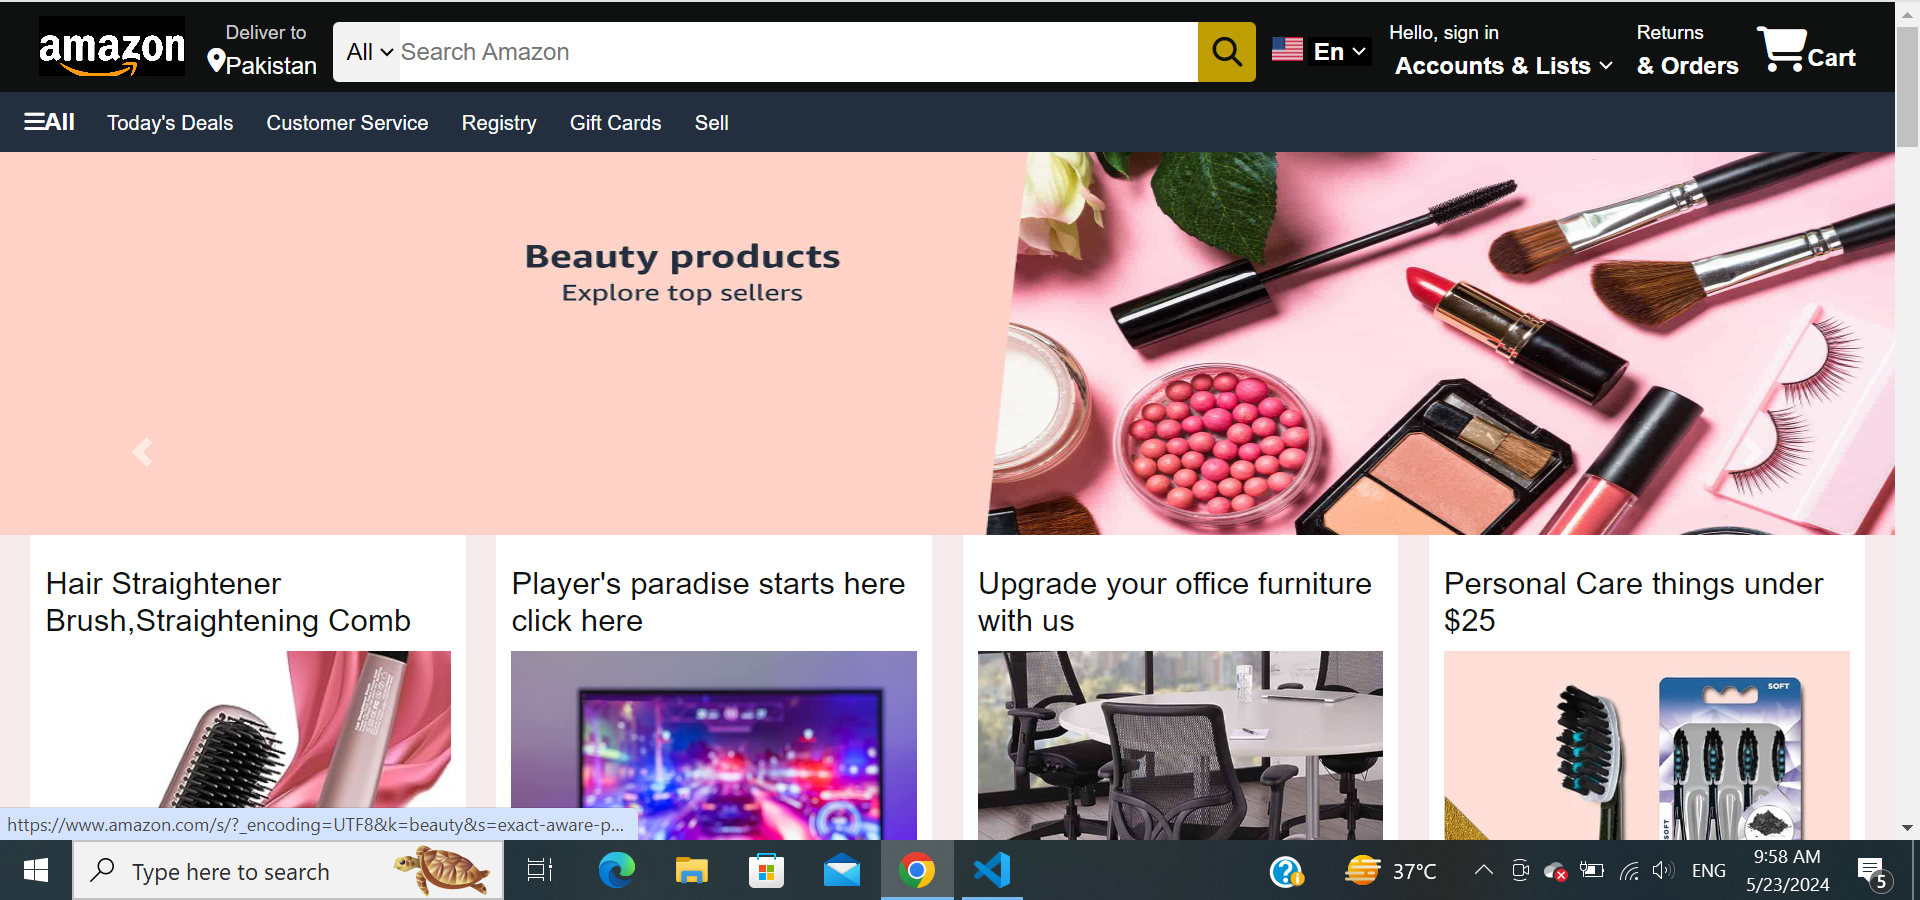 amazon
Deliver to
Pakistan
All
Search Amazon
En
Hello, sign in
Accounts & Lists
Returns
& Orders
Cart
All
Today's Deals
Customer Service
Registry
Gift Cards
Sell
Beauty products
Explore top sellers
Hair Straightener
Brush,Straightening Comb
Player's paradise starts here
click here
Upgrade your office furniture
with us
Personal Care things under
$25
SOFT
SOFT
https://www.amazon.com/s/?_encoding=UTF8&k=beauty&s=exact-aware-p...
Type here to search
37°C
ENG
9:58 AM
5/23/2024
5